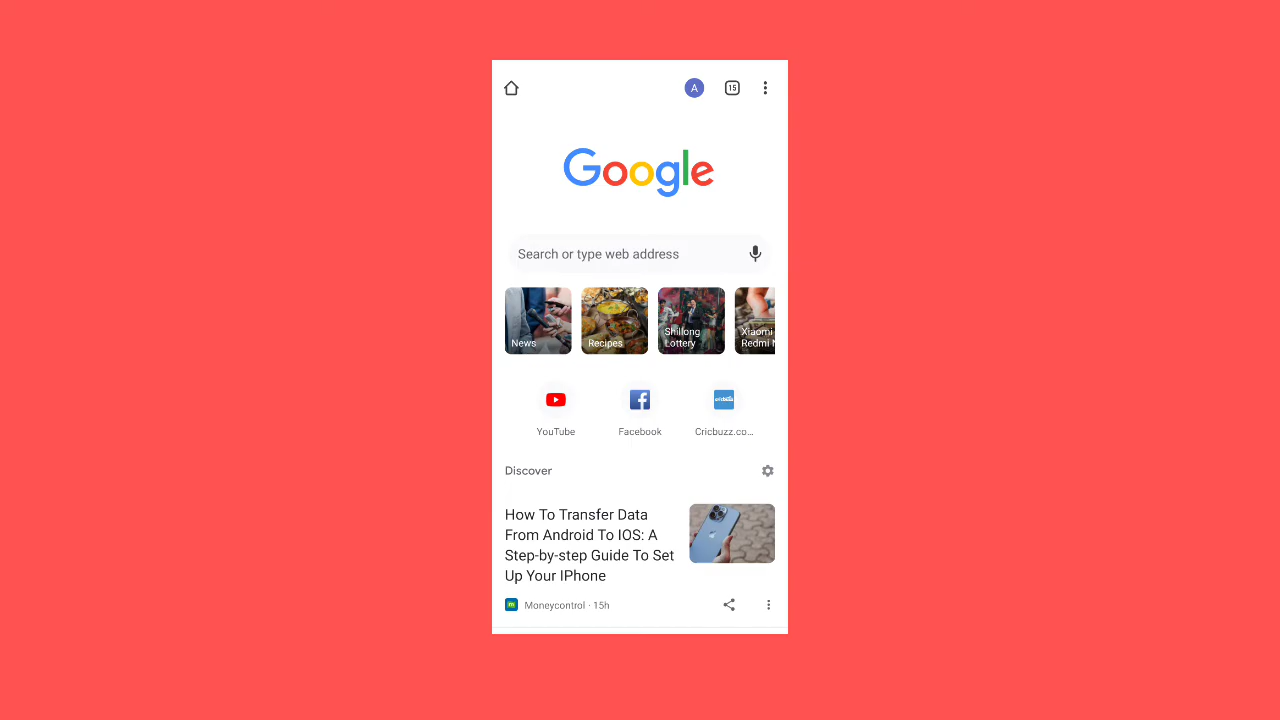 A
15
Google
Search or type web address
News
Recipes
Shillong
Lottery
Xiaomi
Redmi
YouTube
Facebook
Cricbuzz.co...
Discover
How To Transfer Data
From Android To IOS: A
Step-by-step Guide To Set
Up Your IPhone
Moneycontrol · 15h